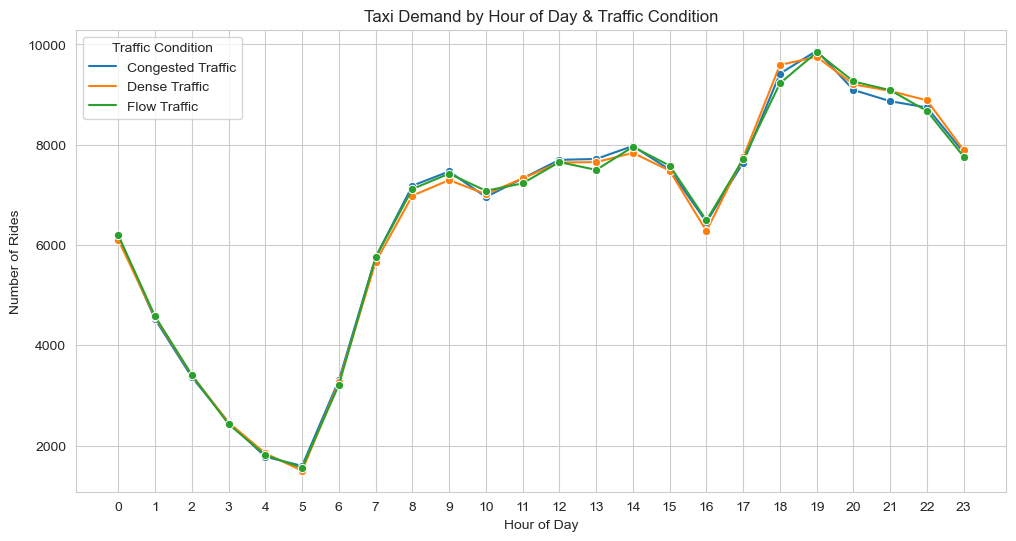 Taxi Demand by Hour of Day & Traffic Condition
Traffic Condition
Congested Traffic
Dense Traffic
Flow Traffic
Number of Rides
10000
8000
6000
4000
2000
0 1 2 3 4 5 6 7 8 9 10 11 12 13 14 15 16 17 18 19 20 21 22 23
Hour of Day